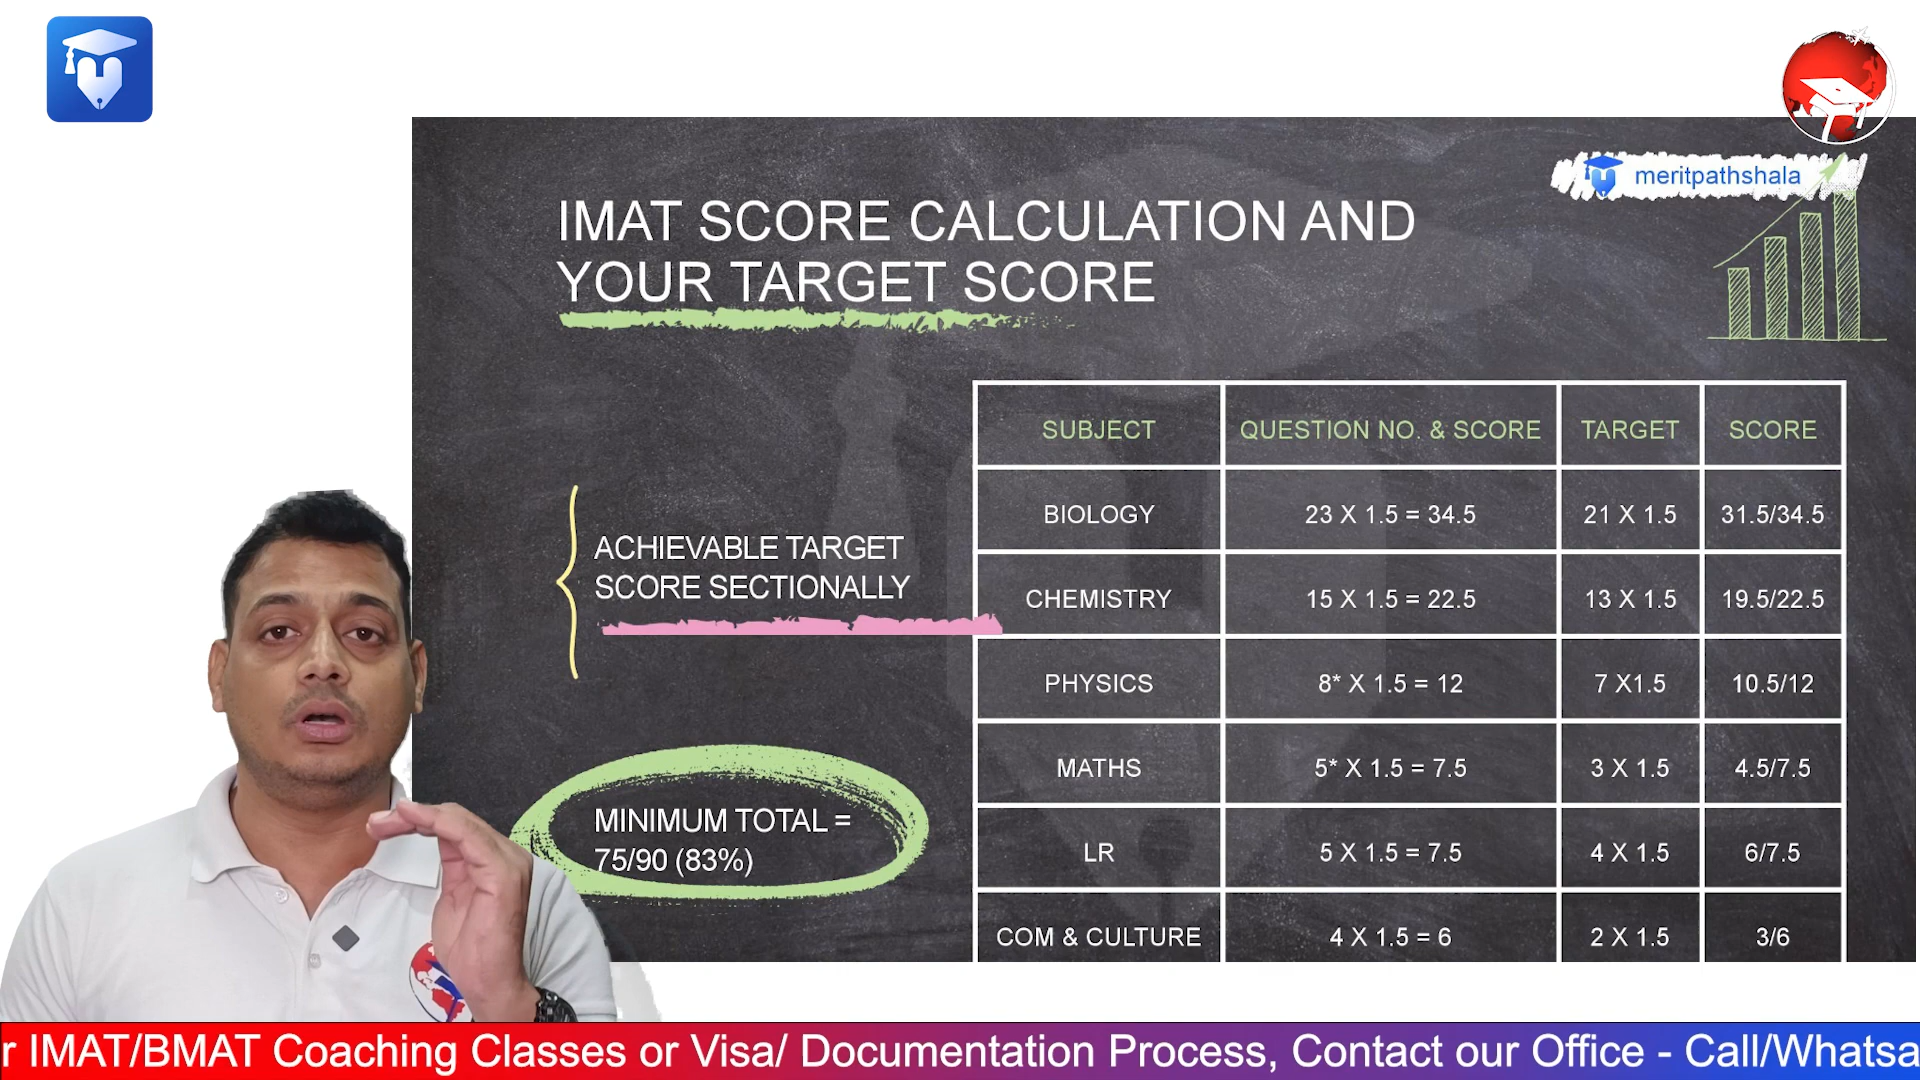 meritpathshala
IMAT SCORE CALCULATION AND
YOUR TARGET SCORE
ACHIEVABLE TARGET
SCORE SECTIONALLY
MINIMUM TOTAL =
75/90 (83%)
SUBJECT QUESTION NO. & SCORE TARGET SCORE
BIOLOGY 23 X 1.5 = 34.5 21 X 1.5 31.5/34.5
CHEMISTRY 15 X 1.5 = 22.5 13 X 1.5 19.5/22.5
PHYSICS 8* X 1.5 = 12 7 X1.5 10.5/12
MATHS 5* X 1.5 = 7.5 3 X 1.5 4.5/7.5
LR 5 X 1.5 = 7.5 4 X 1.5 6/7.5
COM & CULTURE 4 X 1.5 = 6 2 X 1.5 3/6
r IMAT/BMAT Coaching Classes or Visa/ Documentation Process, Contact our Office - Call/Whatsa